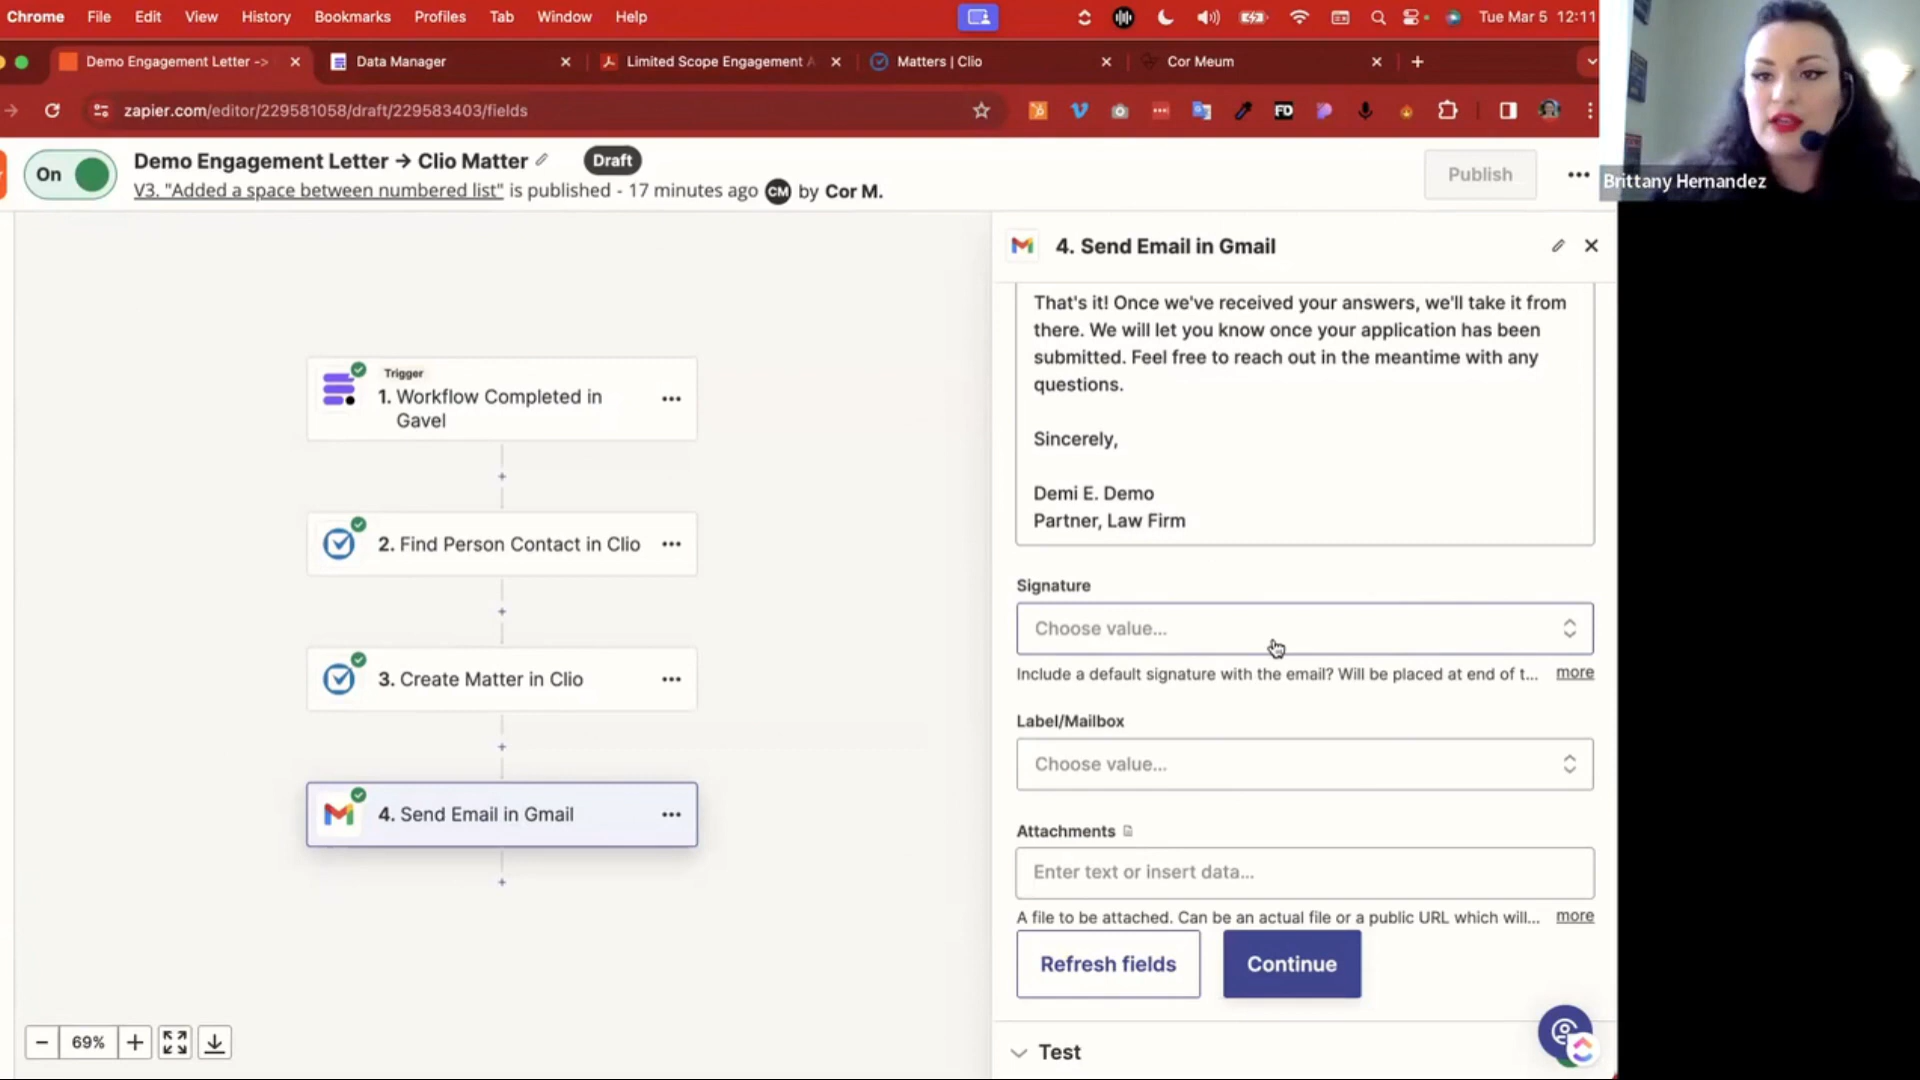 Chrome File Edit View History Bookmarks Profiles Tab Window Help Tue Mar 5 12:11
Demo Engagement Letter -> Data Manager Limited Scope Engagement A Matters | Clio Cor Meum
zapier.com/editor/229581058/draft/229583403/fields
FD
On
Demo Engagement Letter → Clio Matter
Draft
V3. "Added a space between numbered list" is published - 17 minutes ago CM by Cor M.
Publish
Brittany Hernandez
Trigger
1. Workflow Completed in
Gavel
2. Find Person Contact in Clio
3. Create Matter in Clio
4. Send Email in Gmail
69%
4. Send Email in Gmail
That's it! Once we've received your answers, we'll take it from
there. We will let you know once your application has been
submitted. Feel free to reach out in the meantime with any
questions.
Sincerely,
Demi E. Demo
Partner, Law Firm
Signature
Choose value...
Include a default signature with the email? Will be placed at end of t... more
Label/Mailbox
Choose value...
Attachments
Enter text or insert data...
A file to be attached. Can be an actual file or a public URL which will... more
Refresh fields
Continue
Test